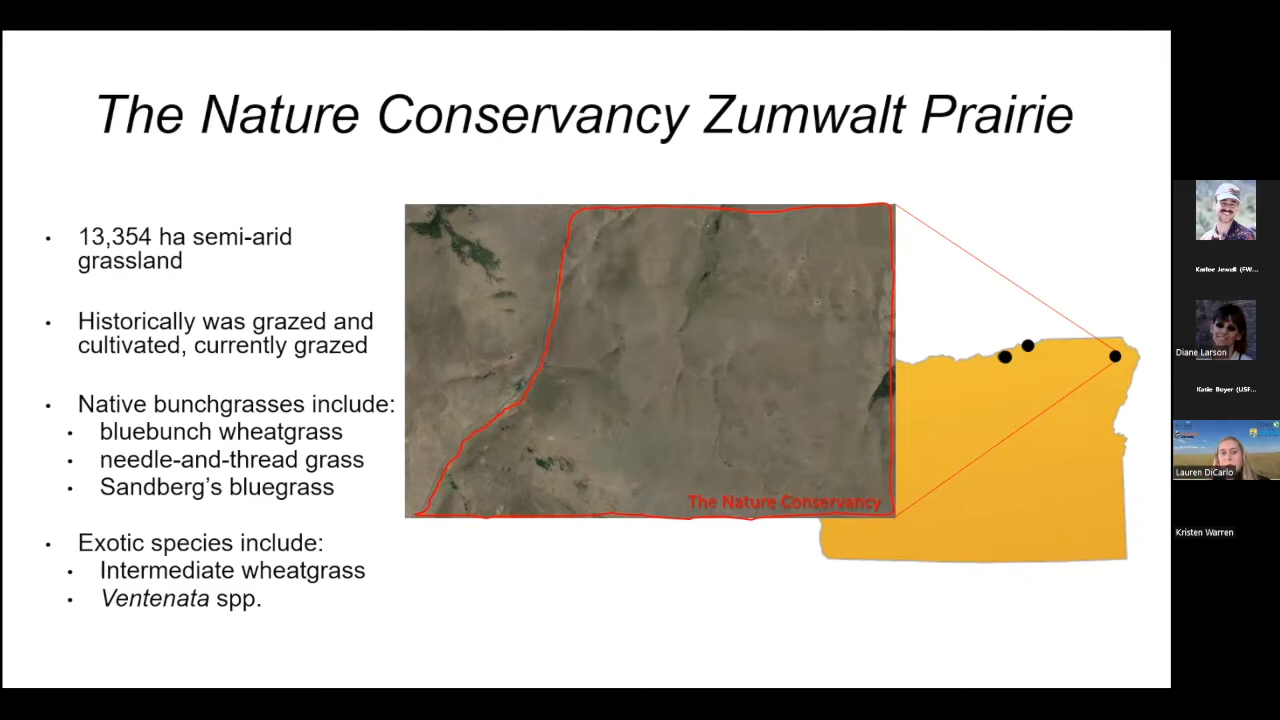 The Nature Conservancy Zumwalt Prairie
• 13,354 ha semi-arid
grassland
• Historically was grazed and
cultivated, currently grazed
• Native bunchgrasses include:
• bluebunch wheatgrass
• needle-and-thread grass
• Sandberg's bluegrass
• Exotic species include:
• Intermediate wheatgrass
• Ventenata spp.
The Nature Conservancy
Karlee Jewell (FW...
Diane Larson
Katie Boyer (USF...
Lauren DiCarlo
Kristen Warren